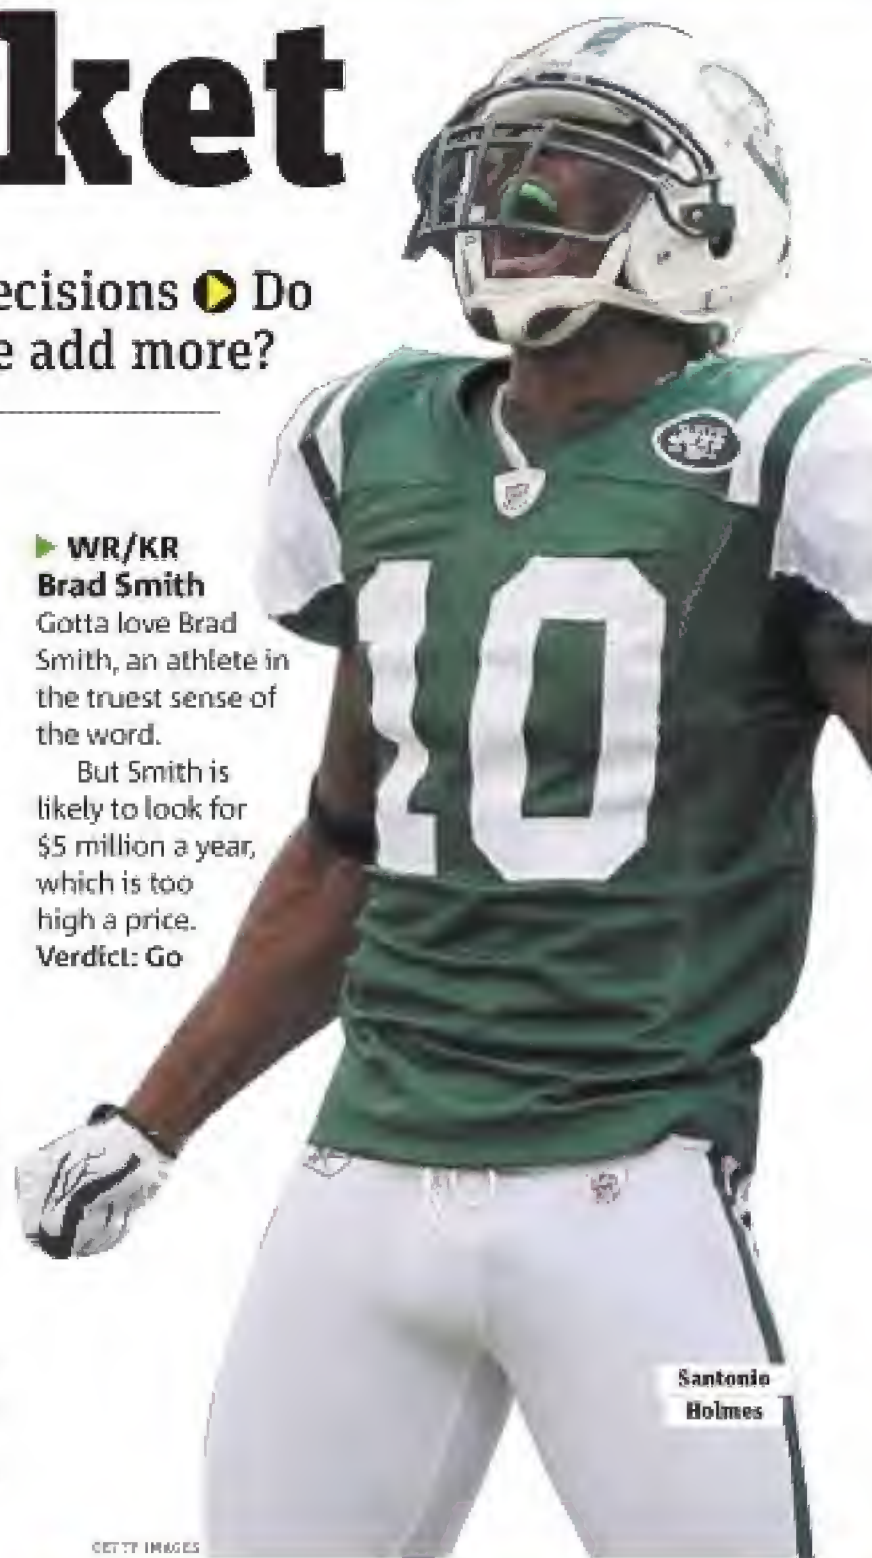 ket
ecisions Do
e add more?
WR/KR
Brad Smith
Gotta love Brad
Smith, an athlete in
the truest sense of
the word.
But Smith is
likely to look for
$5 million a year,
which is too
high a price.
Verdict: Go
10
Santonio
Holmes
GETTY IMAGES